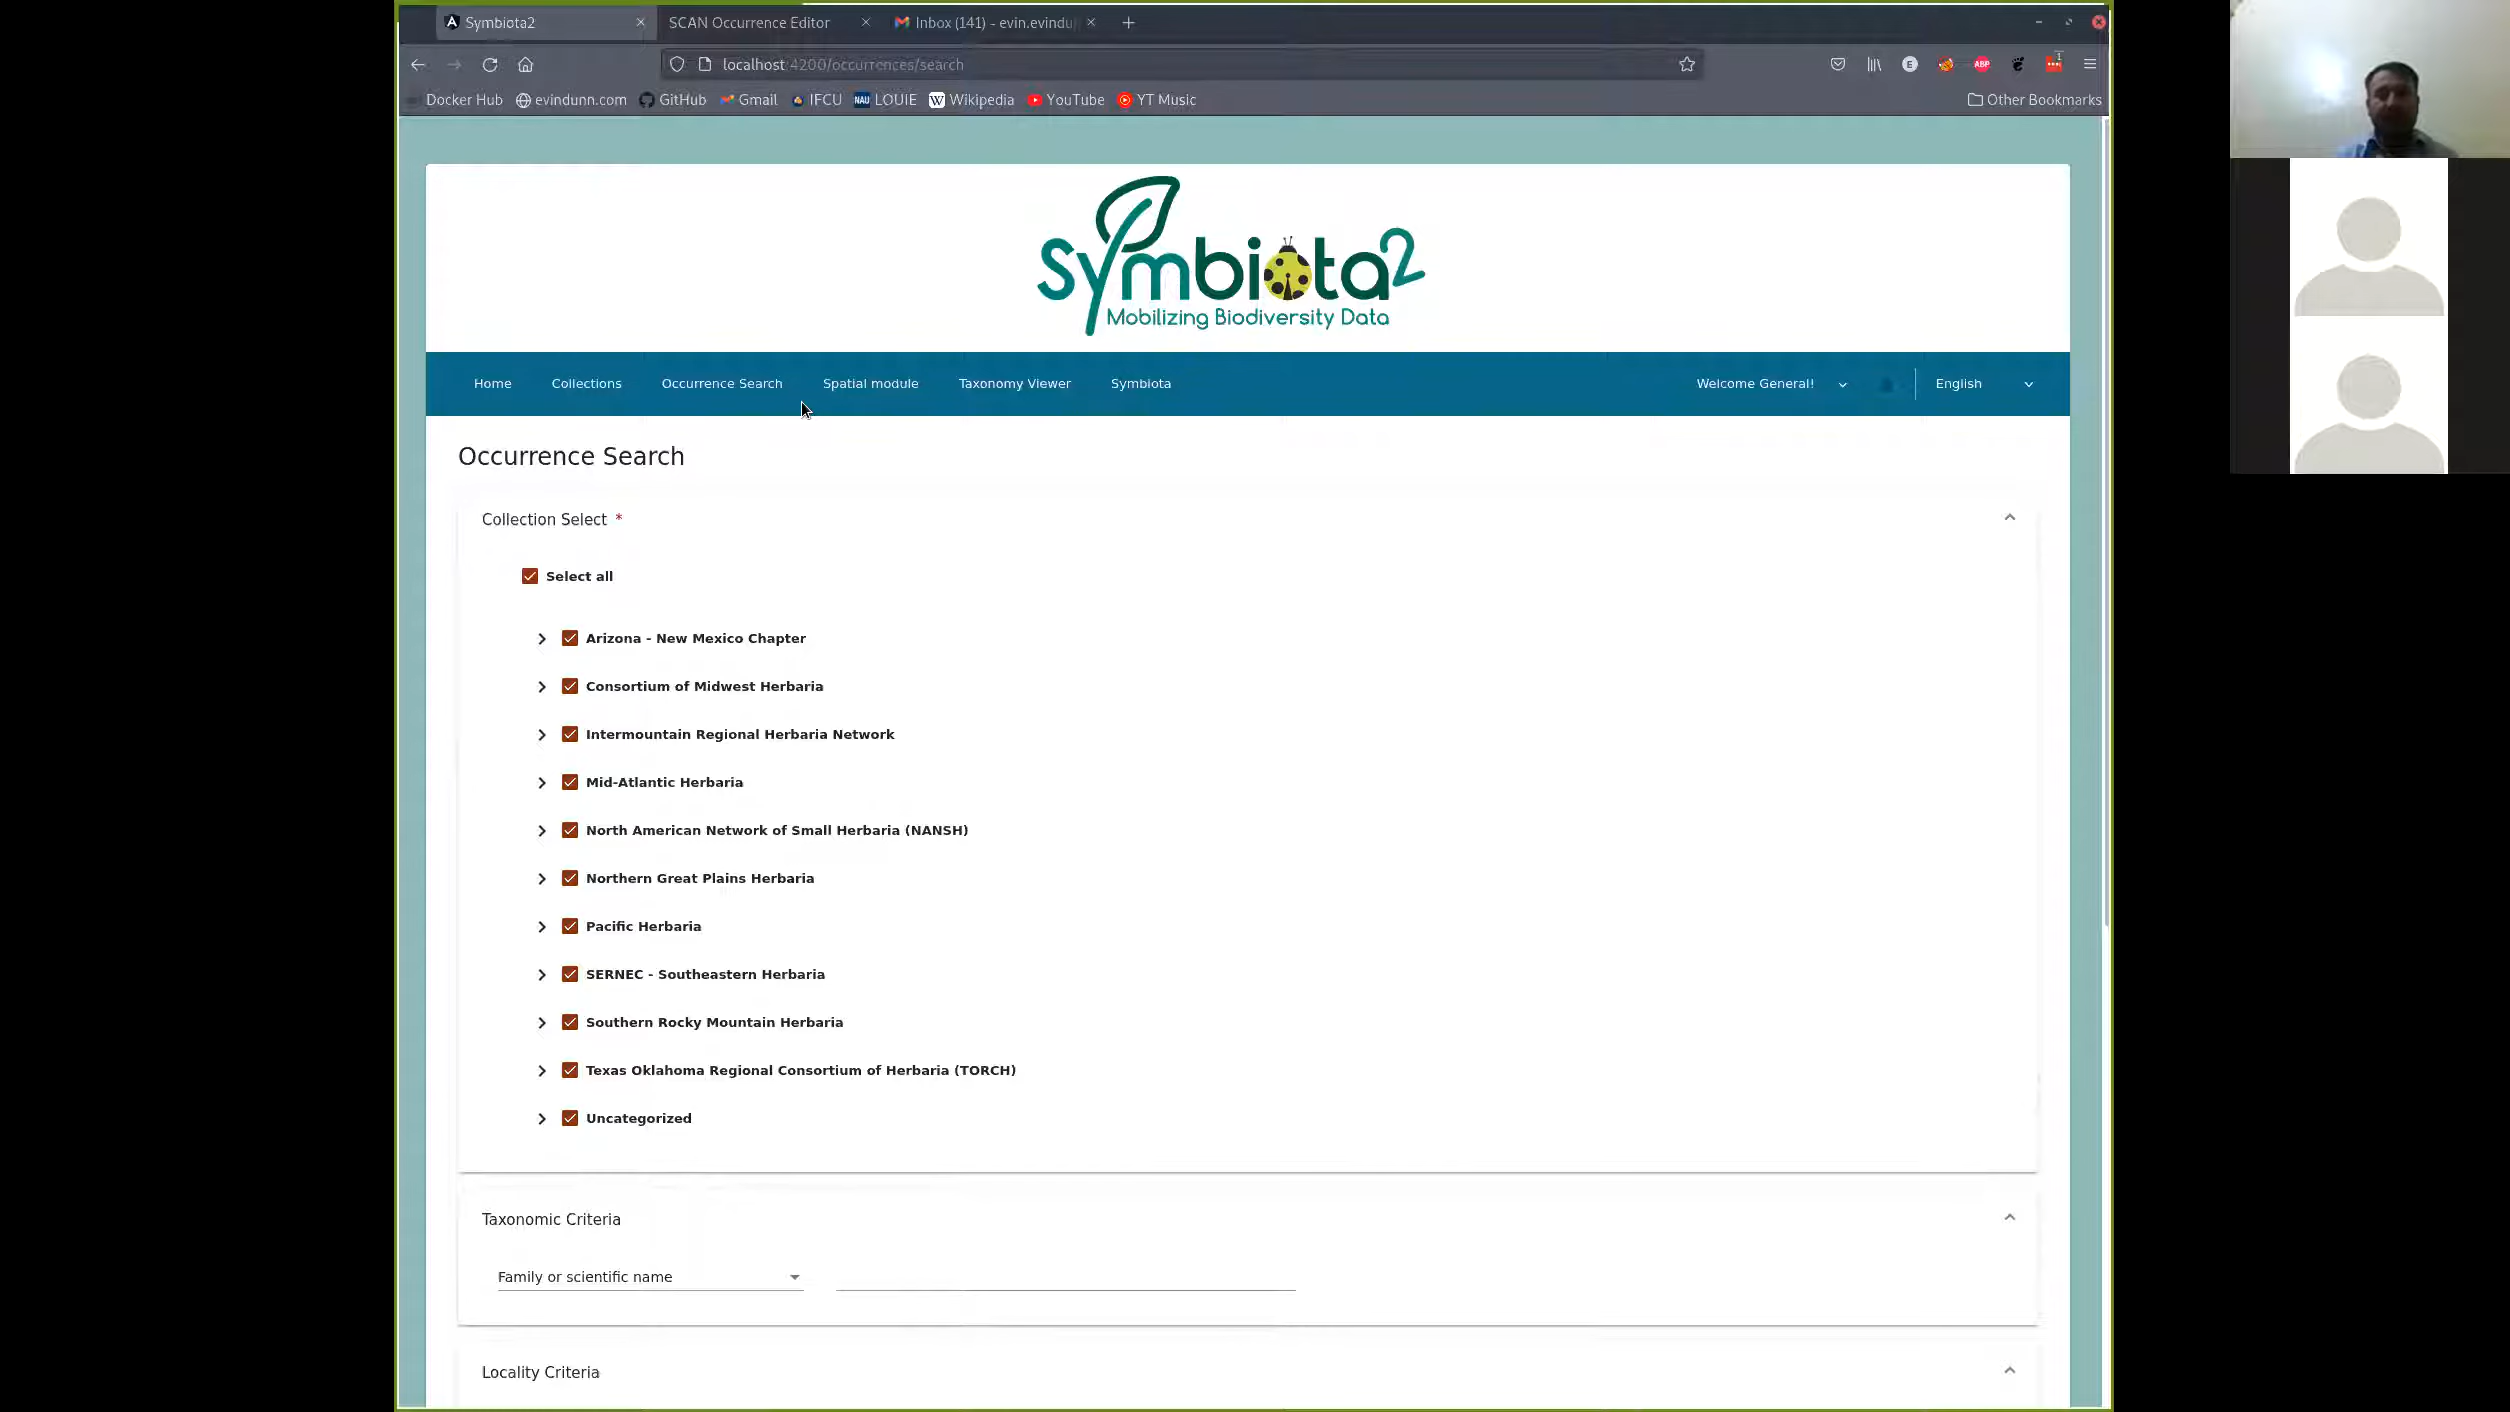 Symbiota2
SCAN Occurrence Editor
Inbox (141) - evin.evindu
localhost:4200/occurrences/search
Docker Hub evindunn.com GitHub Gmail IFCU NAU LOUIE W Wikipedia YouTube YT Music Other Bookmarks
symbiota2
Mobilizing Biodiversity Data
Home Collections Occurrence Search Spatial module Taxonomy Viewer Symbiota Welcome General! English
Occurrence Search
Collection Select *
Select all
Arizona - New Mexico Chapter
Consortium of Midwest Herbaria
Intermountain Regional Herbaria Network
Mid-Atlantic Herbaria
North American Network of Small Herbaria (NANSH)
Northern Great Plains Herbaria
Pacific Herbaria
SERNEC - Southeastern Herbaria
Southern Rocky Mountain Herbaria
Texas Oklahoma Regional Consortium of Herbaria (TORCH)
Uncategorized
Taxonomic Criteria
Family or scientific name
Locality Criteria